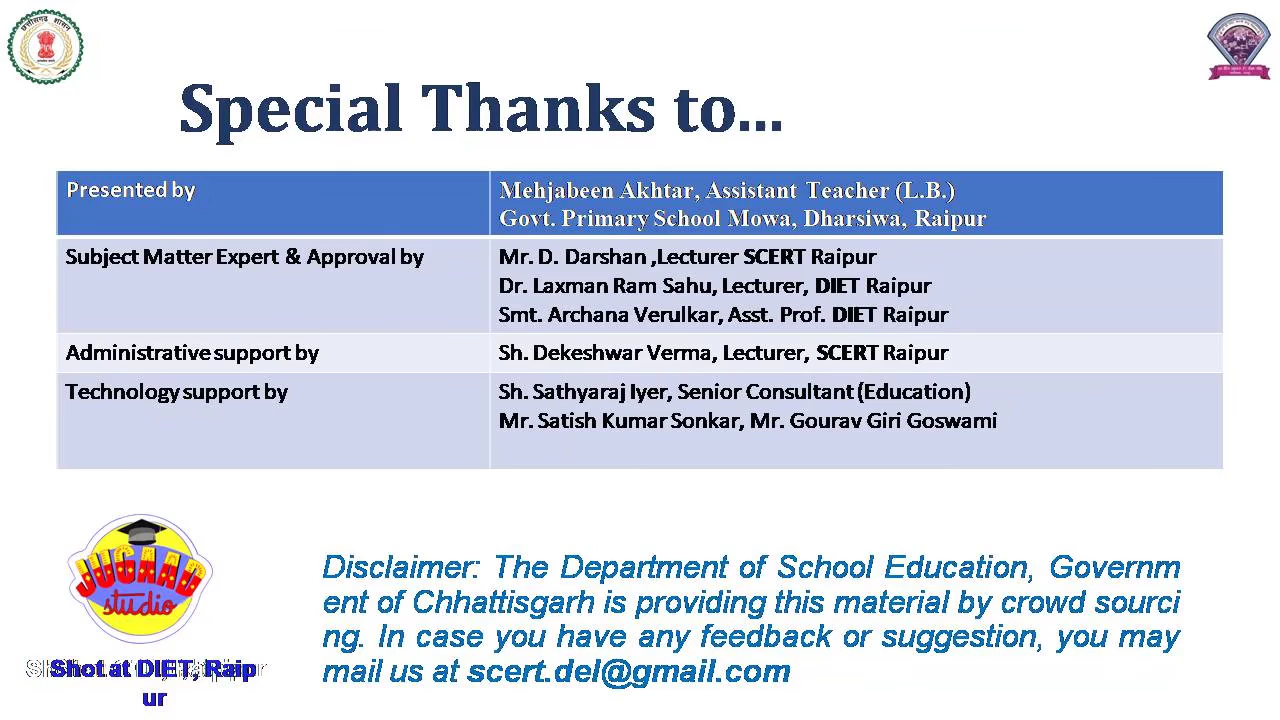 छत्तीसगढ़ शासन
Special Thanks to...
Presented by
Mehjabeen Akhtar, Assistant Teacher (L.B.)
Govt. Primary School Mowa, Dharsiwa, Raipur
Subject Matter Expert & Approval by
Mr. D. Darshan ,Lecturer SCERT Raipur
Dr. Laxman Ram Sahu, Lecturer, DIET Raipur
Smt. Archana Verulkar, Asst. Prof. DIET Raipur
Administrative support by
Sh. Dekeshwar Verma, Lecturer, SCERT Raipur
Technology support by
Sh. Sathyaraj Iyer, Senior Consultant (Education)
Mr. Satish Kumar Sonkar, Mr. Gourav Giri Goswami
JUGAAD
studio
Shot at DIET, Raip
ur
Disclaimer: The Department of School Education, Governm
ent of Chhattisgarh is providing this material by crowd sourci
ng. In case you have any feedback or suggestion, you may
mail us at scert.del@gmail.com